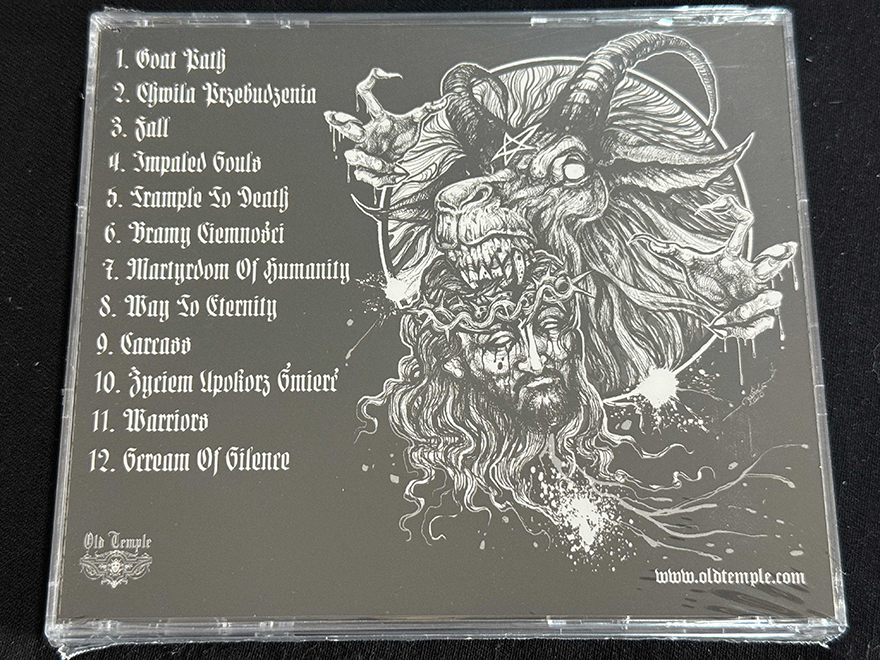 1. Goat Path
2. Chwila Przebudzenia
3. Fall
4. Impaled Souls
5. Trample To Death
6. Bramy Ciemności
7. Martyrdom Of Humanity
8. Way To Eternity
9. Carcass
10. Życiem Upokorz Śmierć
11. Warriors
12. Scream Of Silence
Old Temple
www.oldtemple.com